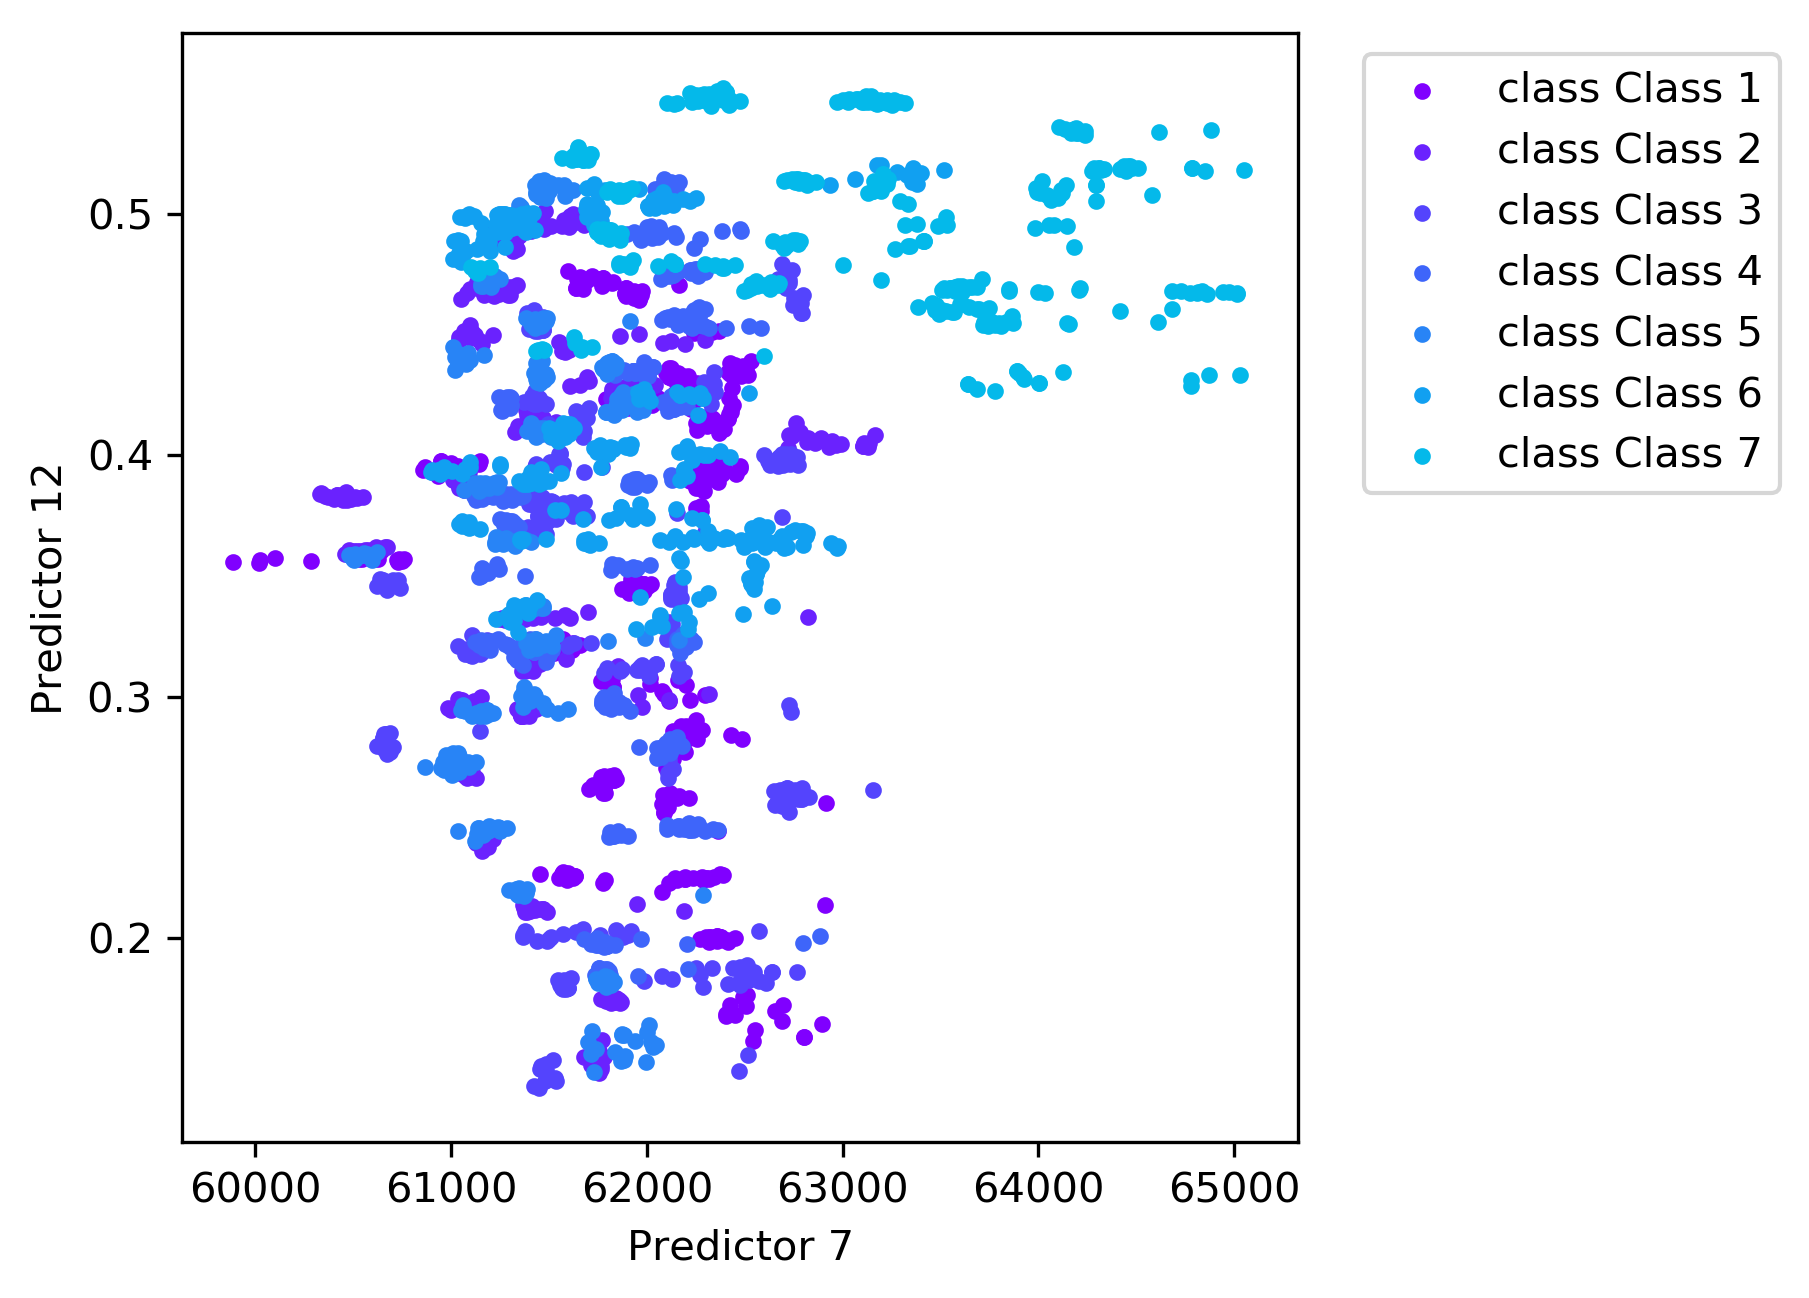 class Class 1
class Class 2
class Class 3
class Class 4
class Class 5
class Class 6
class Class 7
0.5
0.4
0.3
0.2
Predictor 12
60000 61000 62000 63000 64000 65000
Predictor 7